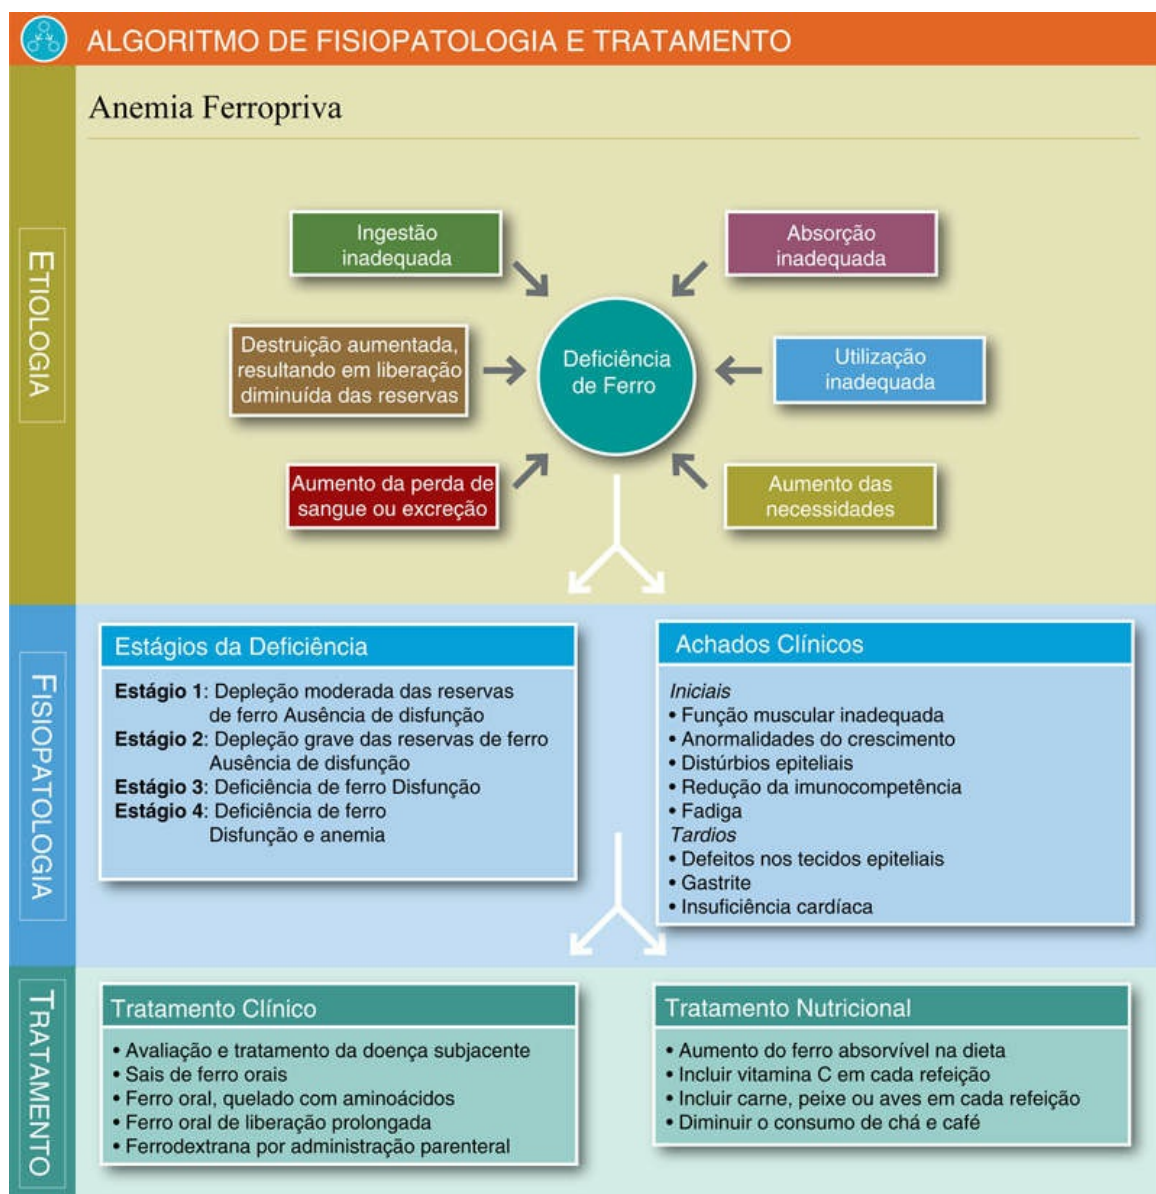 ALGORITMO DE FISIOPATOLOGIA E TRATAMENTO
Anemia Ferropriva
ETIOLOGIA
Ingestão
inadequada
Absorção
inadequada
Destruição aumentada,
resultando em liberação
diminuída das reservas
Deficiência
de Ferro
Utilização
inadequada
Aumento da perda de
sangue ou excreção
Aumento das
necessidades
FISIOPATOLOGIA
Estágios da Deficiência
Estágio 1: Depleção moderada das reservas
de ferro Ausência de disfunção
Estágio 2: Depleção grave das reservas de ferro
Ausência de disfunção
Estágio 3: Deficiência de ferro Disfunção
Estágio 4: Deficiência de ferro
Disfunção e anemia
Achados Clínicos
Iniciais
• Função muscular inadequada
• Anormalidades do crescimento
• Distúrbios epiteliais
• Redução da imunocompetência
• Fadiga
Tardios
• Defeitos nos tecidos epiteliais
• Gastrite
• Insuficiência cardíaca
TRATAMENTO
Tratamento Clínico
• Avaliação e tratamento da doença subjacente
• Sais de ferro orais
• Ferro oral, quelado com aminoácidos
• Ferro oral de liberação prolongada
• Ferrodextrana por administração parenteral
Tratamento Nutricional
• Aumento do ferro absorvível na dieta
• Incluir vitamina C em cada refeição
• Incluir carne, peixe ou aves em cada refeição
• Diminuir o consumo de chá e café